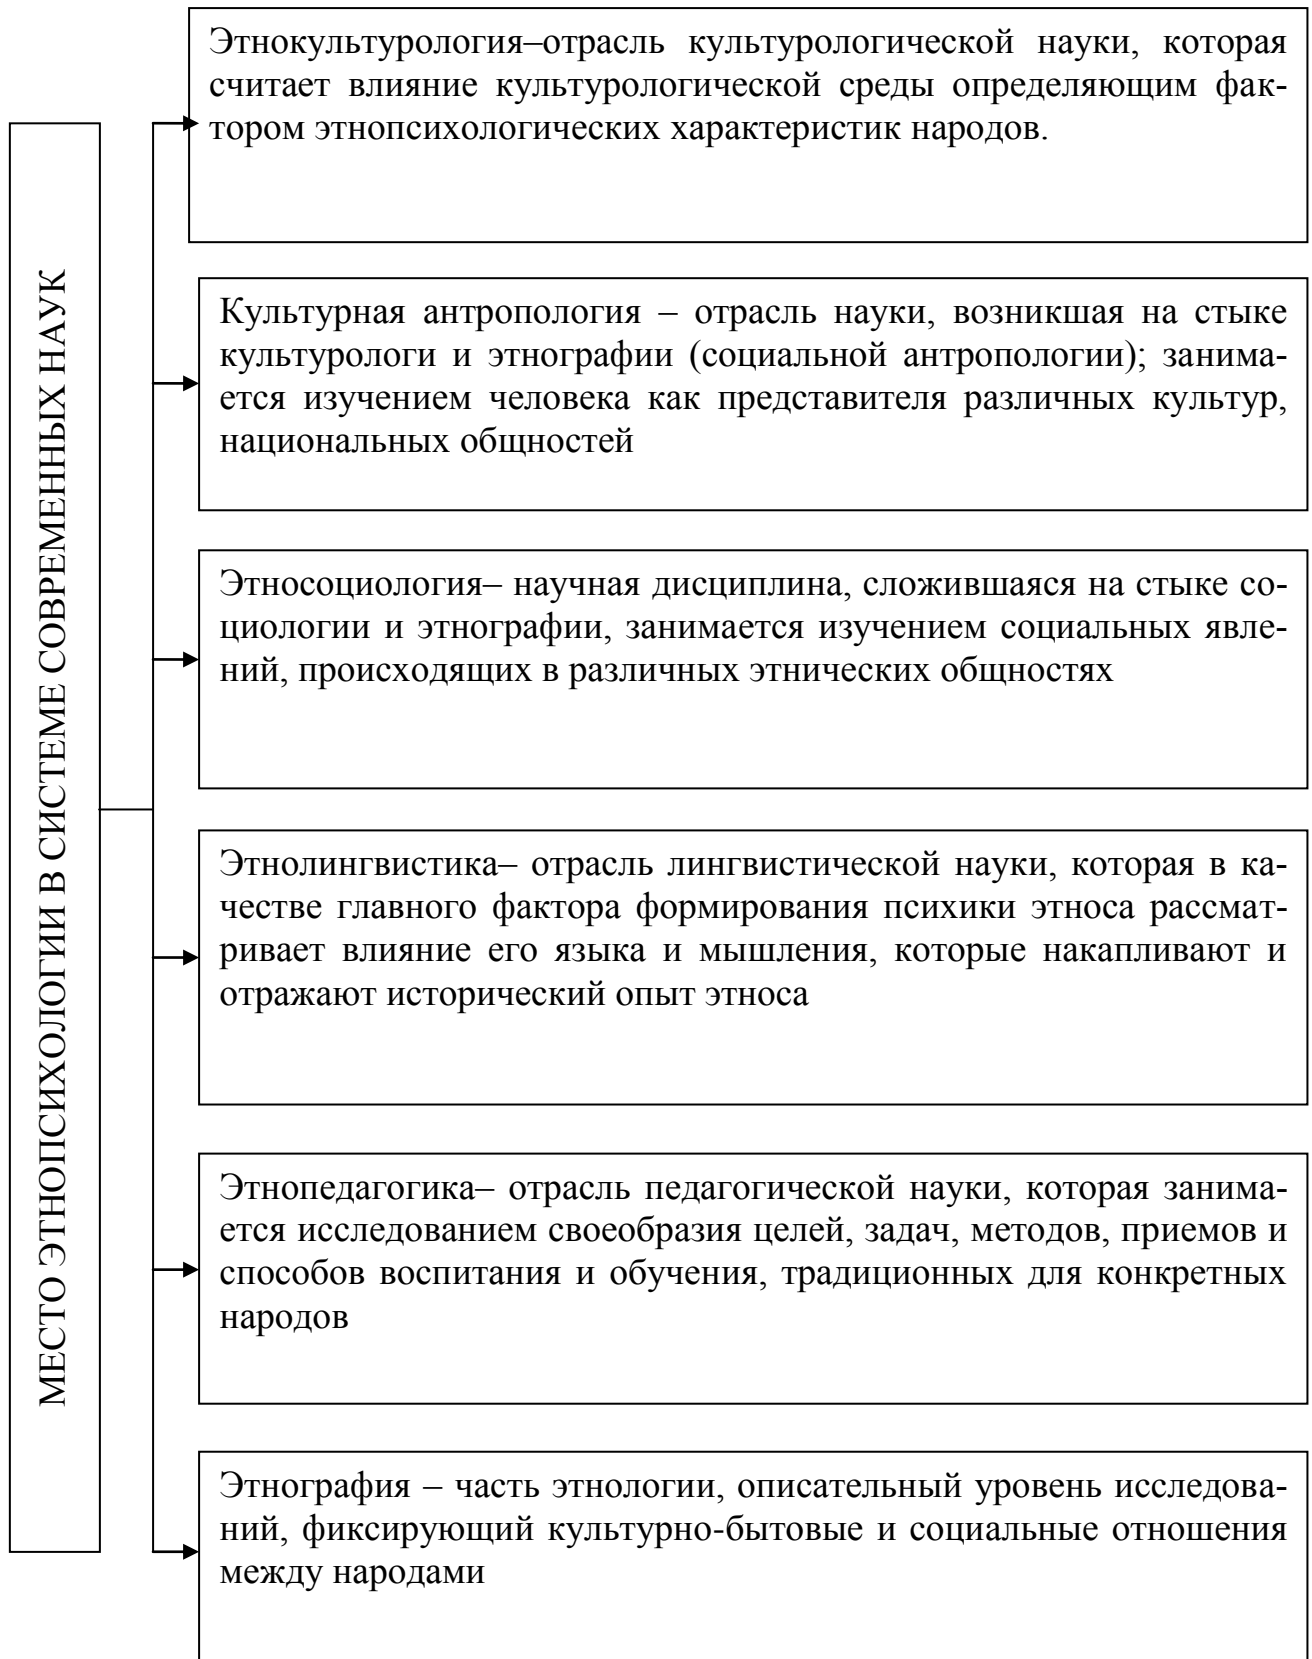 МЕСТО ЭТНОПСИХОЛОГИИ В СИСТЕМЕ СОВРЕМЕННЫХ НАУК
Этнокультурология–отрасль культурологической науки, которая
считает влияние культурологической среды определяющим фак-
тором этнопсихологических характеристик народов.
Культурная антропология – отрасль науки, возникшая на стыке
культурологи и этнографии (социальной антропологии); занима-
ется изучением человека как представителя различных культур,
национальных общностей
Этносоциология– научная дисциплина, сложившаяся на стыке со-
циологии и этнографии, занимается изучением социальных явле-
ний, происходящих в различных этнических общностях
Этнолингвистика– отрасль лингвистической науки, которая в ка-
честве главного фактора формирования психики этноса рассмат-
ривает влияние его языка и мышления, которые накапливают и
отражают исторический опыт этноса
Этнопедагогика– отрасль педагогической науки, которая занима-
ется исследованием своеобразия целей, задач, методов, приемов и
способов воспитания и обучения, традиционных для конкретных
народов
Этнография – часть этнологии, описательный уровень исследова-
ний, фиксирующий культурно-бытовые и социальные отношения
между народами